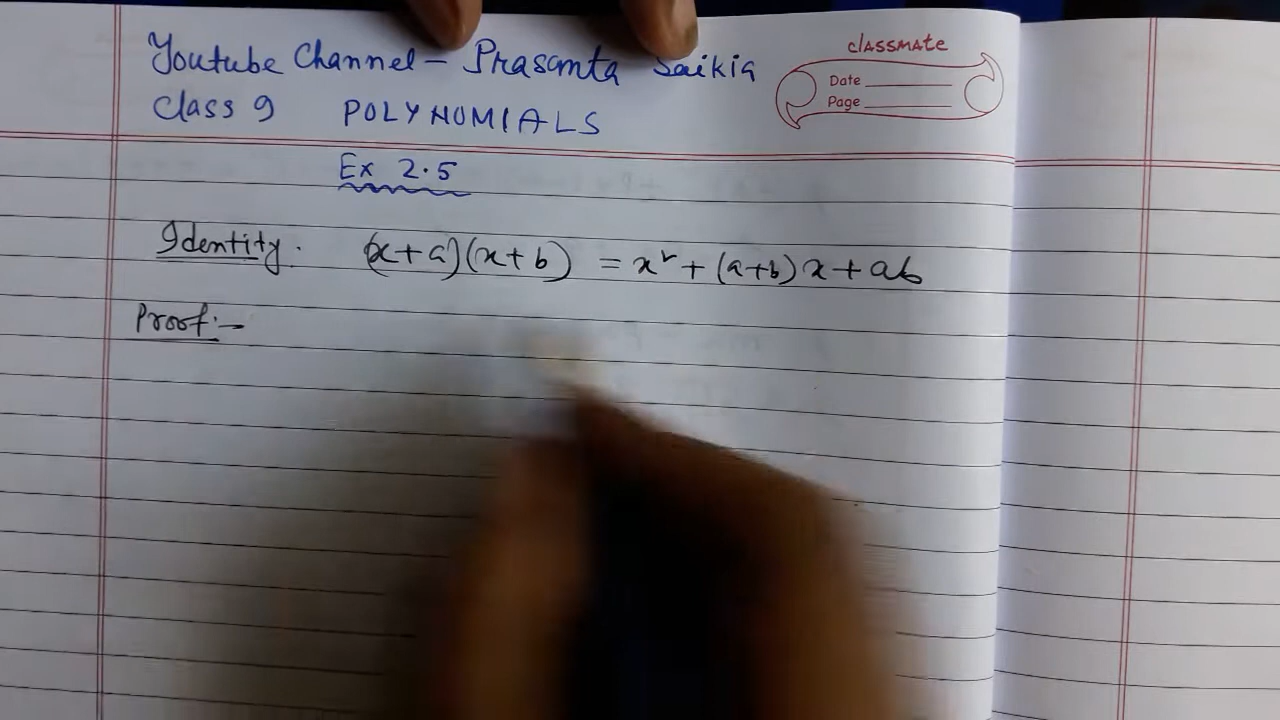 Youtube Channel - Prasanta Saikia
classmate
Date
Page
Class 9 POLYNOMIALS
Ex 2.5
Identity. (x+a)(x+b) = x² + (a+b)x + ab
Proof:-